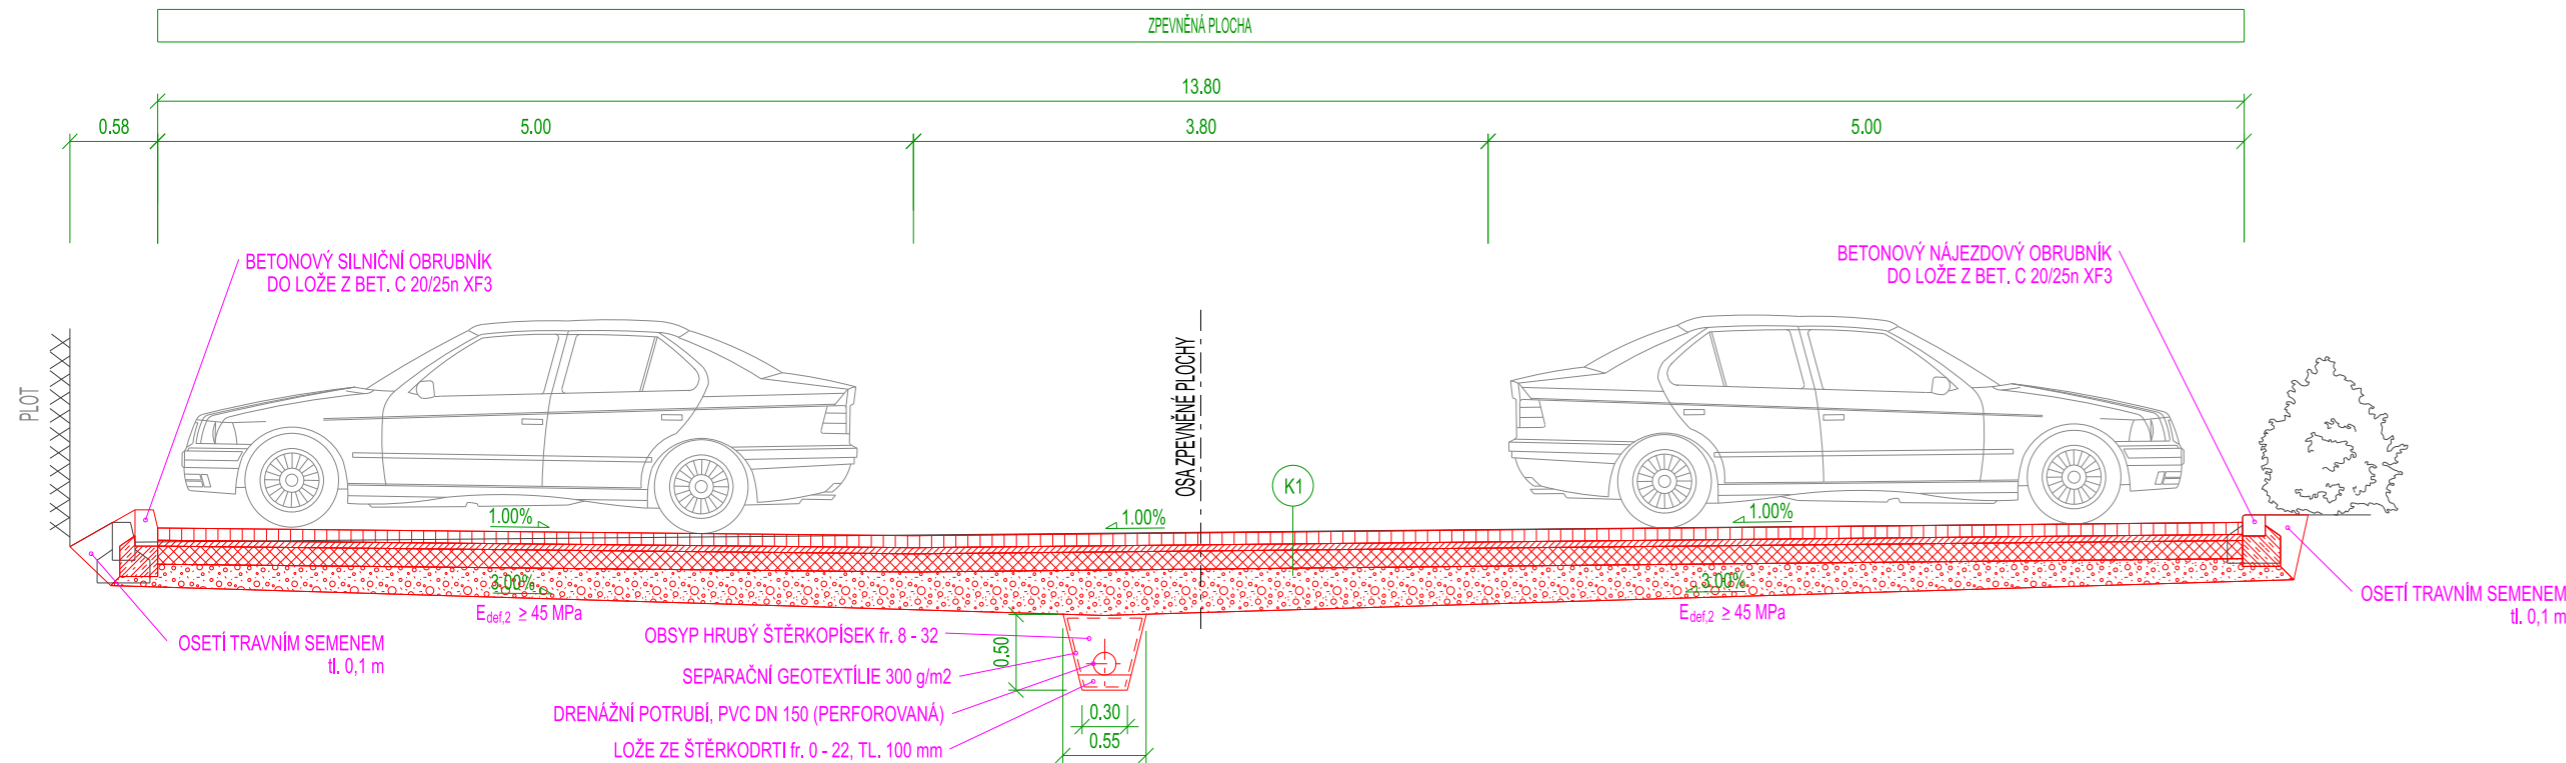 ZPEVNĚNÁ PLOCHA
13.80
0.58
5.00
3.80
5.00
BETONOVÝ SILNIČNÍ OBRUBNÍK
DO LOŽE Z BET. C 20/25n XF3
BETONOVÝ NÁJEZDOVÝ OBRUBNÍK
DO LOŽE Z BET. C 20/25n XF3
PLOT
OSA ZPEVNĚNÉ PLOCHY
K1
1.00%
1.00%
1.00%
3.00%
3.00%
Edef,2 ≥ 45 MPa
Edef,2 ≥ 45 MPa
OSETÍ TRAVNÍM SEMENEM
tl. 0,1 m
OSETÍ TRAVNÍM SEMENEM
tl. 0,1 m
OBSYP HRUBÝ ŠTĚRKOPÍSEK fr. 8 - 32
SEPARAČNÍ GEOTEXTÍLIE 300 g/m2
DRENÁŽNÍ POTRUBÍ, PVC DN 150 (PERFOROVANÁ)
LOŽE ZE ŠTĚRKODRTI fr. 0 - 22, TL. 100 mm
0.50
0.30
0.55